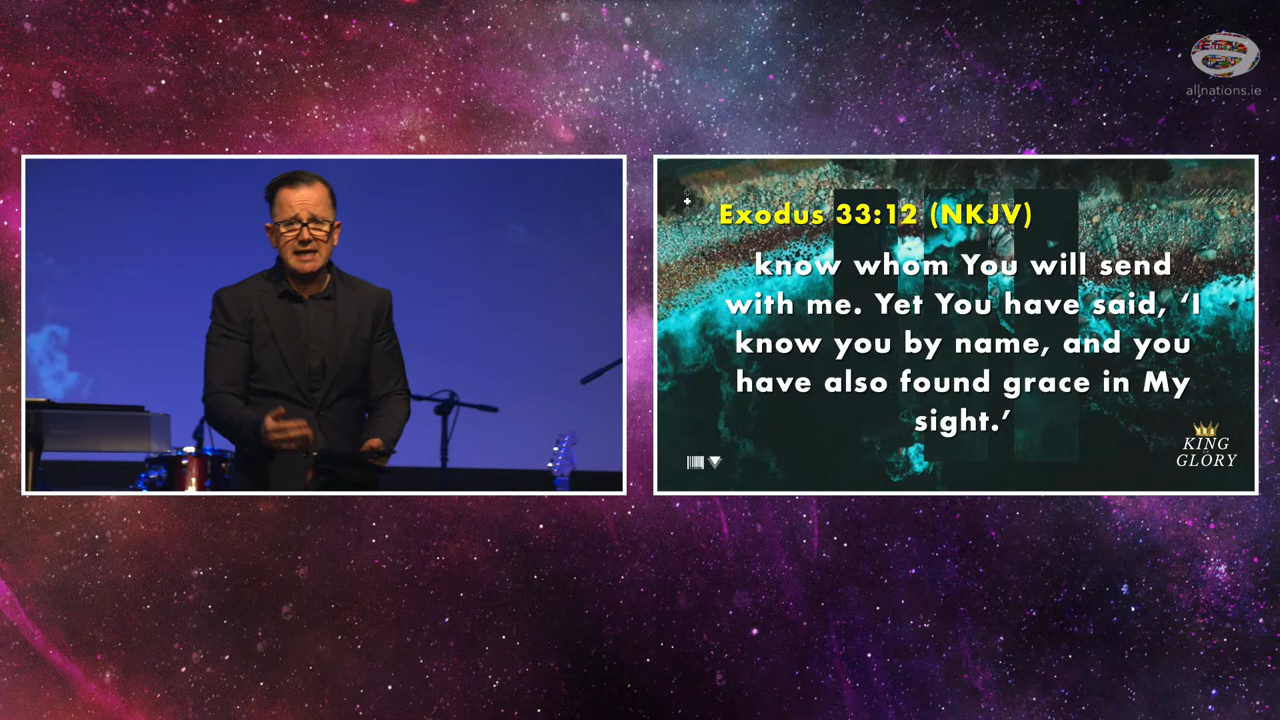 allnations.ie
Exodus 33:12 (NKJV)
know whom You will send
with me. Yet You have said, ‘I
know you by name, and you
have also found grace in My
sight.’
KING
GLORY